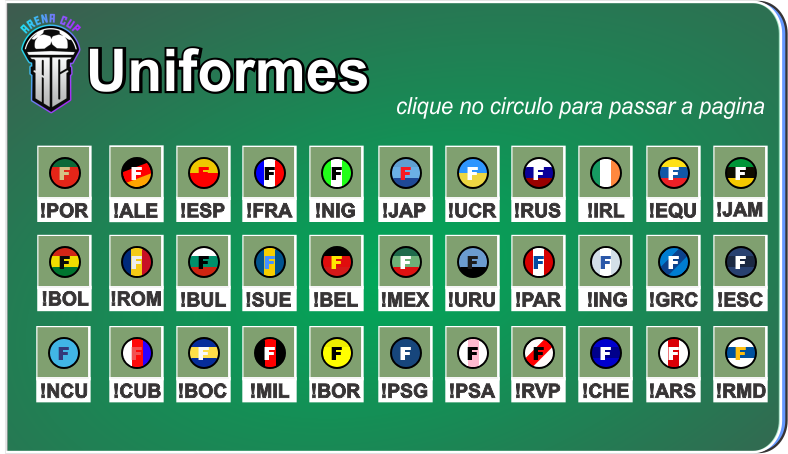 ARENA CUP
AC
Uniformes
clique no circulo para passar a pagina
F F F F F F F F F F
!POR !ALE !ESP !FRA !NIG !JAP !UCR !RUS !IRL !EQU !JAM
F F F F F F F F F F F
!BOL !ROM !BUL !SUE !BEL !MEX !URU !PAR !ING !GRC !ESC
F F F F F F F F F F F
!NCU !CUB !BOC !MIL !BOR !PSG !PSA !RVP !CHE !ARS !RMD